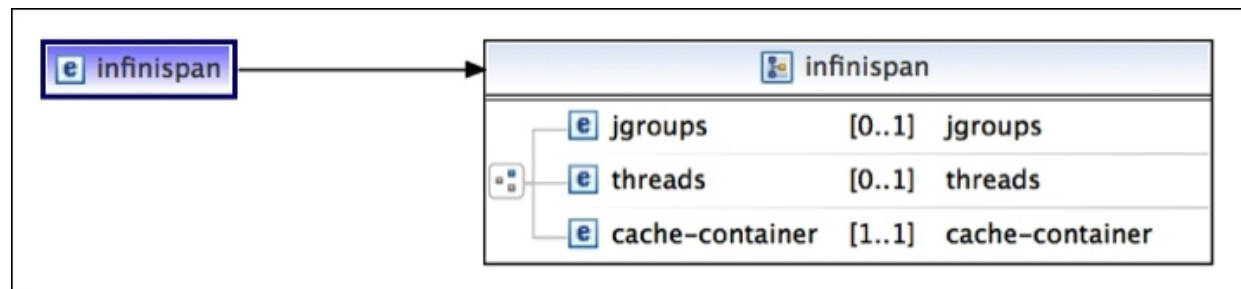 e infinispan
infinispan
e jgroups [0..1] jgroups
e threads [0..1] threads
e cache-container [1..1] cache-container